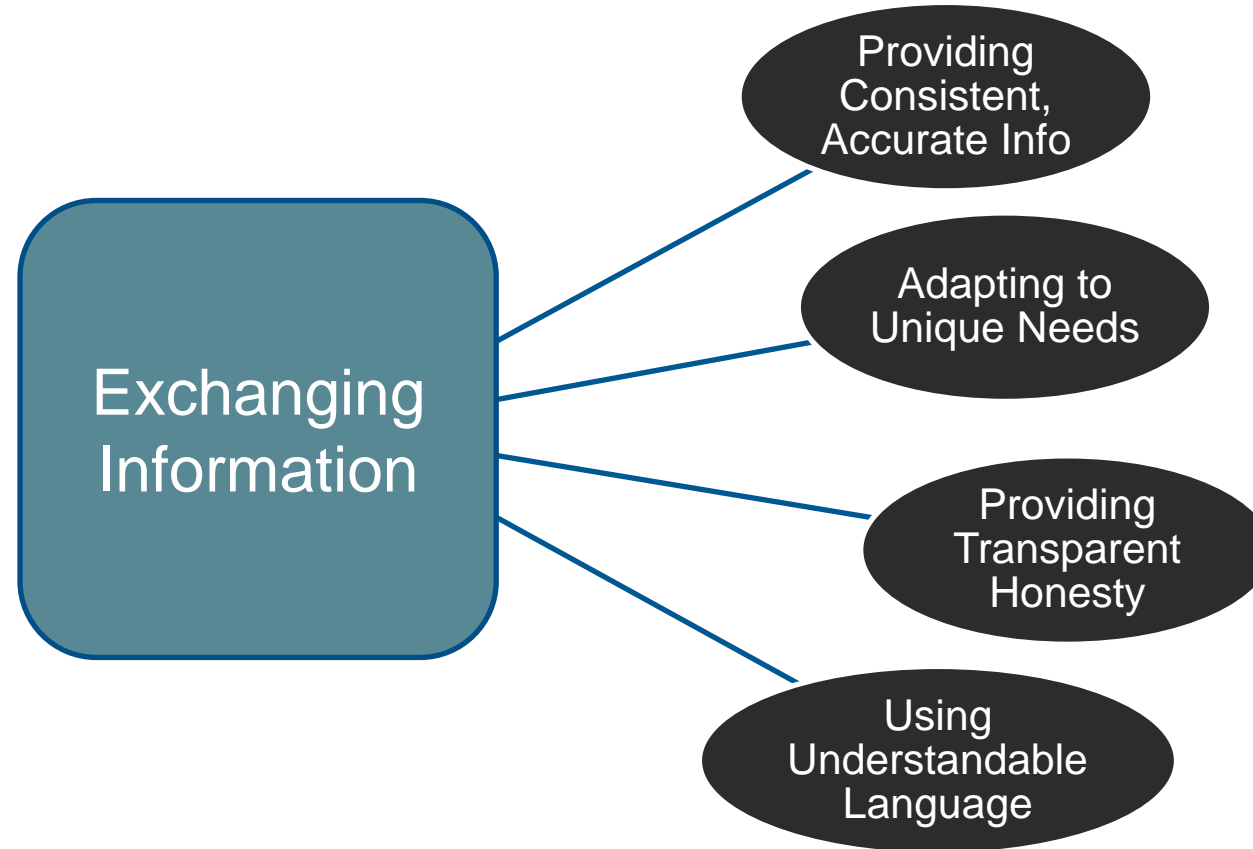 Exchanging
Information
Providing
Consistent,
Accurate Info
Adapting to
Unique Needs
Providing
Transparent
Honesty
Using
Understandable
Language